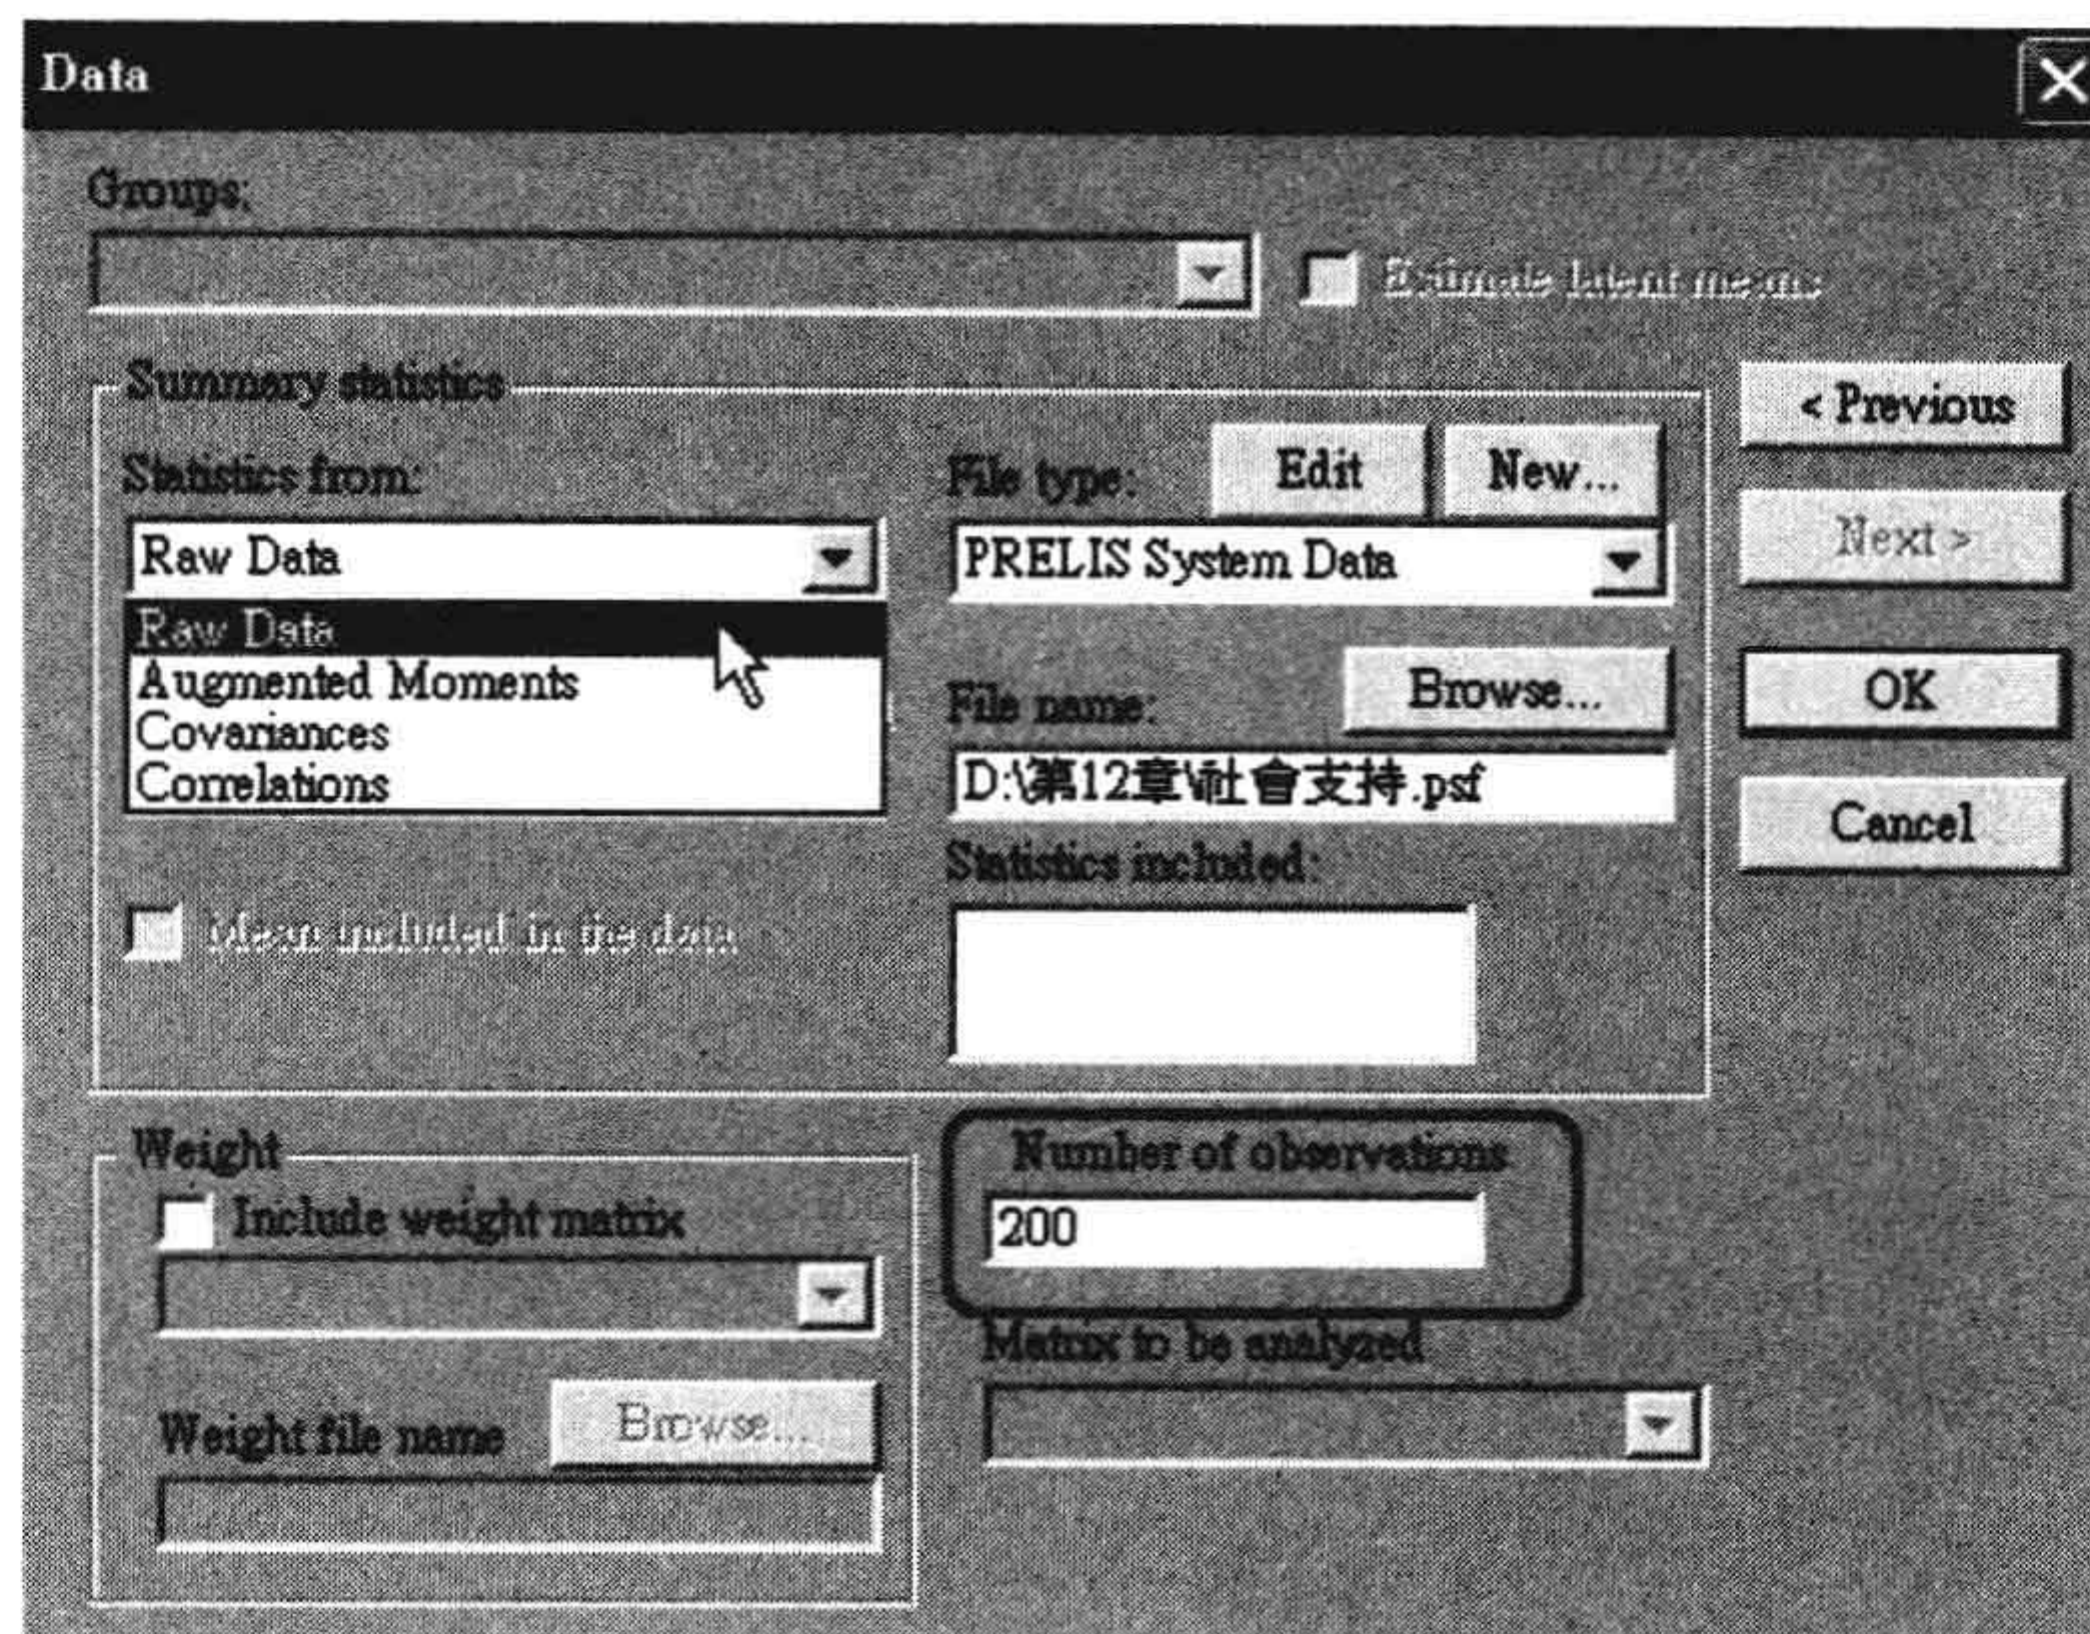 Data
Groups:
Estimate latent means
Summary statistics
Statistics from:
File type:
Edit
New...
Raw Data
PRELIS System Data
Raw Data
Augmented Moments
Covariances
Correlations
File name:
Browse...
D:\第12章\社會支持.psf
Statistics included:
Mean included in the data
< Previous
Next >
OK
Cancel
Weight
Include weight matrix
Weight file name
Browse...
Number of observations
200
Matrix to be analyzed